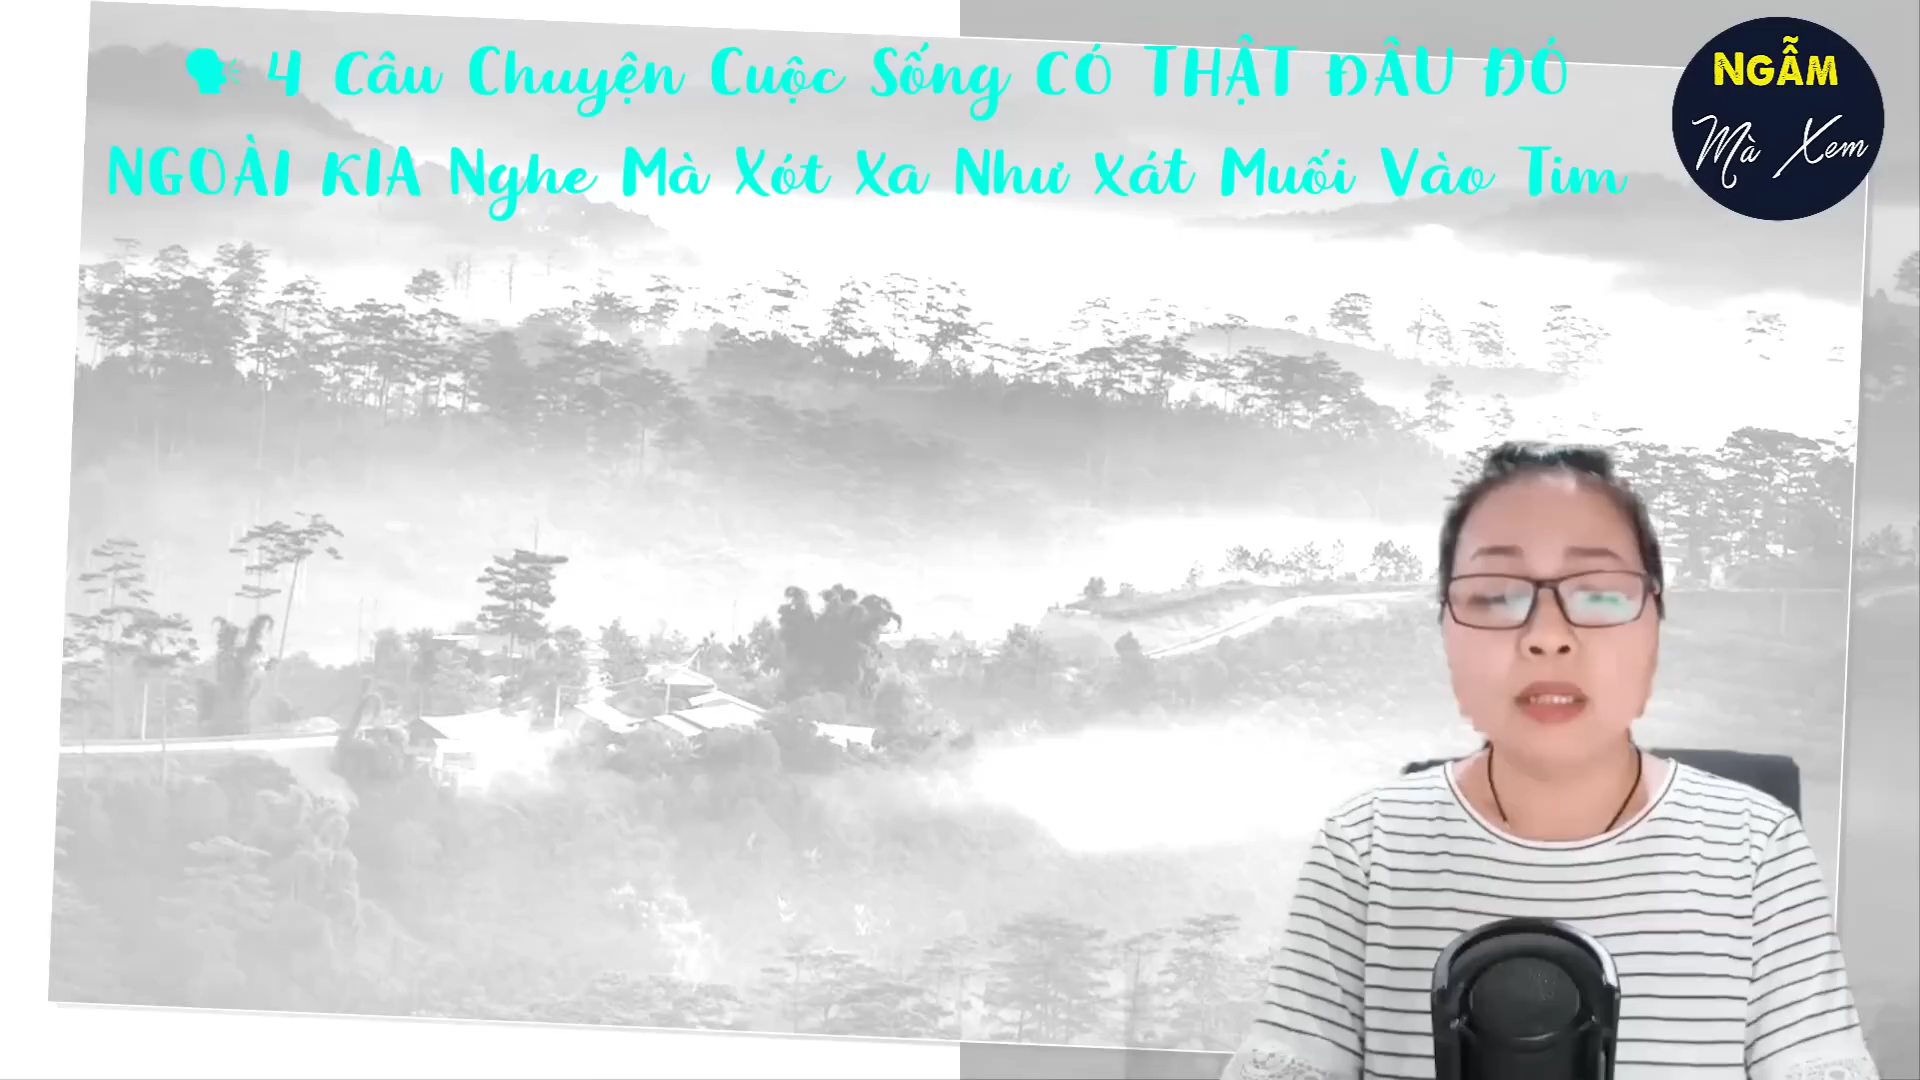 🗣 4 Câu Chuyện Cuộc Sống CÓ THẬT ĐÂU ĐÓ
NGOÀI KIA Nghe Mà Xót Xa Như Xát Muối Vào Tim
NGẪM
Mà Xem